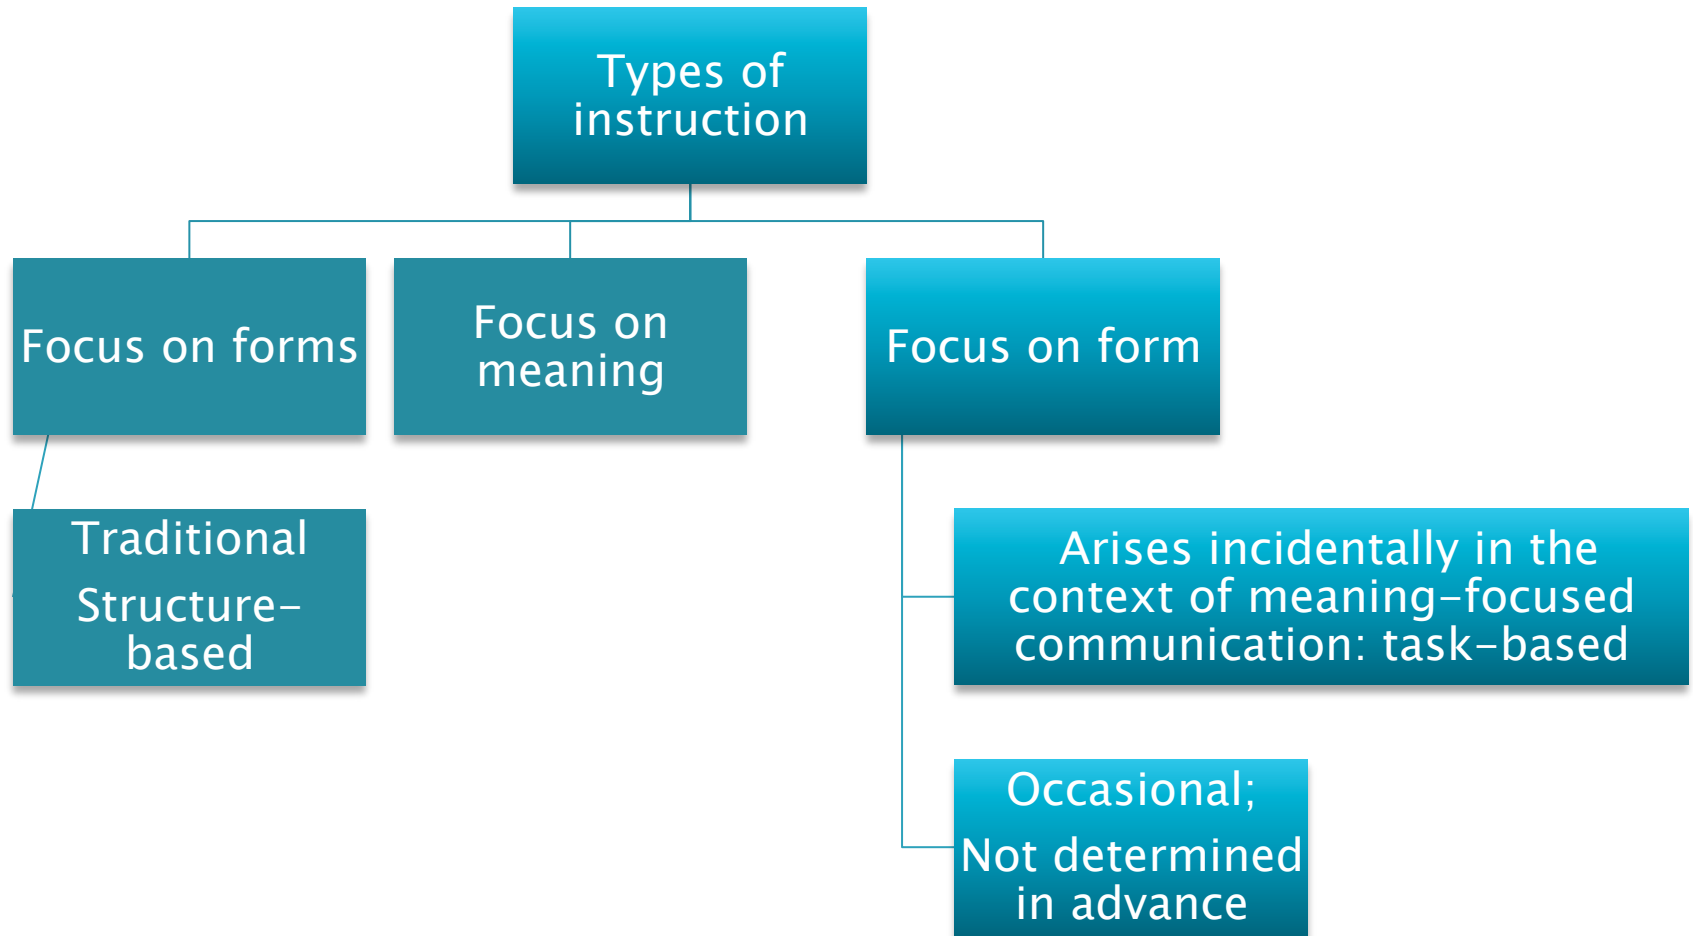 Types of
instruction
Focus on forms
Focus on
meaning
Focus on form
Traditional
Structure-
based
Arises incidentally in the
context of meaning-focused
communication: task-based
Occasional;
Not determined
in advance